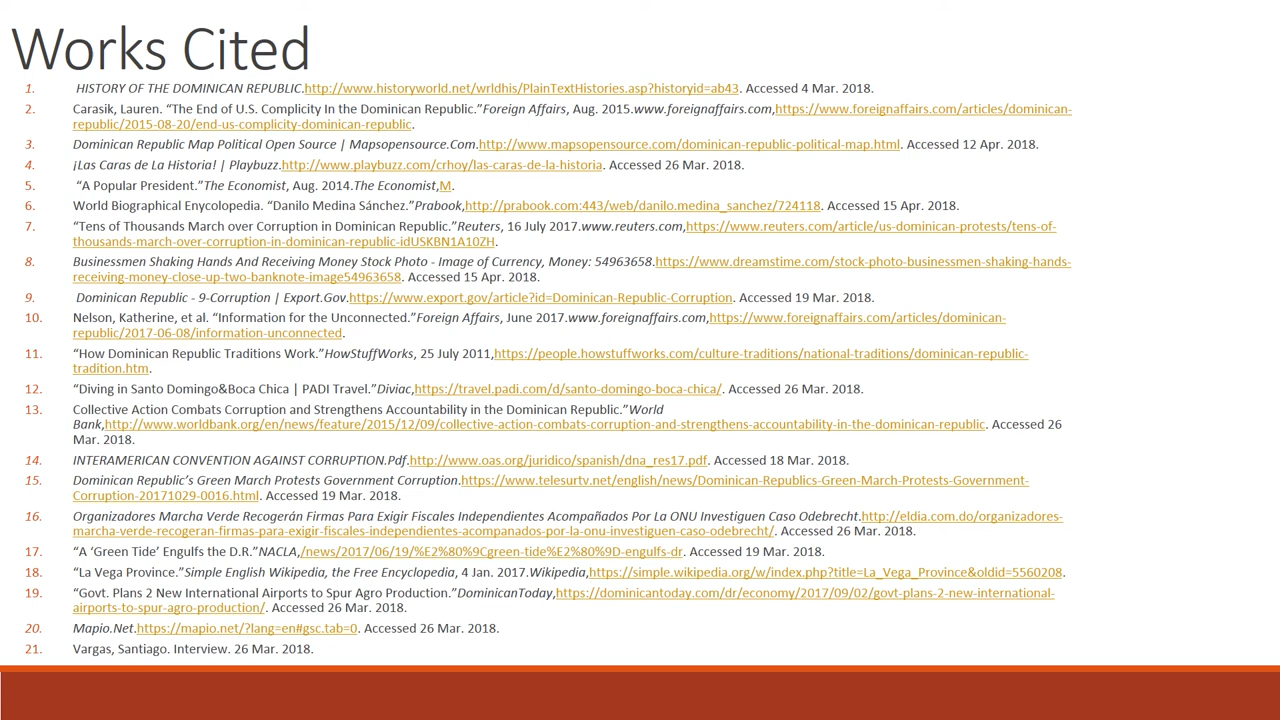 Works Cited
1. HISTORY OF THE DOMINICAN REPUBLIC.http://www.historyworld.net/wrldhis/PlainTextHistories.asp?historyid=ab43. Accessed 4 Mar. 2018.
2. Carasik, Lauren. “The End of U.S. Complicity In the Dominican Republic.”Foreign Affairs, Aug. 2015.www.foreignaffairs.com,https://www.foreignaffairs.com/articles/dominican-
republic/2015-08-20/end-us-complicity-dominican-republic.
3. Dominican Republic Map Political Open Source | Mapsopensource.Com.http://www.mapsopensource.com/dominican-republic-political-map.html. Accessed 12 Apr. 2018.
4. ¡Las Caras de La Historia! | Playbuzz.http://www.playbuzz.com/crhoy/las-caras-de-la-historia. Accessed 26 Mar. 2018.
5. “A Popular President.”The Economist, Aug. 2014.The Economist,M.
6. World Biographical Enycolopedia. “Danilo Medina Sánchez.”Prabook,http://prabook.com:443/web/danilo.medina_sanchez/724118. Accessed 15 Apr. 2018.
7. “Tens of Thousands March over Corruption in Dominican Republic.”Reuters, 16 July 2017.www.reuters.com,https://www.reuters.com/article/us-dominican-protests/tens-of-
thousands-march-over-corruption-in-dominican-republic-idUSKBN1A10ZH.
8. Businessmen Shaking Hands And Receiving Money Stock Photo - Image of Currency, Money: 54963658.https://www.dreamstime.com/stock-photo-businessmen-shaking-hands-
receiving-money-close-up-two-banknote-image54963658. Accessed 15 Apr. 2018.
9. Dominican Republic - 9-Corruption | Export.Gov.https://www.export.gov/article?id=Dominican-Republic-Corruption. Accessed 19 Mar. 2018.
10. Nelson, Katherine, et al. “Information for the Unconnected.”Foreign Affairs, June 2017.www.foreignaffairs.com,https://www.foreignaffairs.com/articles/dominican-
republic/2017-06-08/information-unconnected.
11. “How Dominican Republic Traditions Work.”HowStuffWorks, 25 July 2011,https://people.howstuffworks.com/culture-traditions/national-traditions/dominican-republic-
tradition.htm.
12. “Diving in Santo Domingo&Boca Chica | PADI Travel.”Diviac,https://travel.padi.com/d/santo-domingo-boca-chica/. Accessed 26 Mar. 2018.
13. Collective Action Combats Corruption and Strengthens Accountability in the Dominican Republic.”World
Bank,http://www.worldbank.org/en/news/feature/2015/12/09/collective-action-combats-corruption-and-strengthens-accountability-in-the-dominican-republic. Accessed 26
Mar. 2018.
14. INTERAMERICAN CONVENTION AGAINST CORRUPTION.Pdf.http://www.oas.org/juridico/spanish/dna_res17.pdf. Accessed 18 Mar. 2018.
15. Dominican Republic’s Green March Protests Government Corruption.https://www.telesurtv.net/english/news/Dominican-Republics-Green-March-Protests-Government-
Corruption-20171029-0016.html. Accessed 19 Mar. 2018.
16. Organizadores Marcha Verde Recogerán Firmas Para Exigir Fiscales Independientes Acompañados Por La ONU Investiguen Caso Odebrecht.http://eldia.com.do/organizadores-
marcha-verde-recogeran-firmas-para-exigir-fiscales-independientes-acompanados-por-la-onu-investiguen-caso-odebrecht/. Accessed 26 Mar. 2018.
17. “A ‘Green Tide’ Engulfs the D.R.”NACLA,/news/2017/06/19/%E2%80%9Cgreen-tide%E2%80%9D-engulfs-dr. Accessed 19 Mar. 2018.
18. “La Vega Province.”Simple English Wikipedia, the Free Encyclopedia, 4 Jan. 2017.Wikipedia,https://simple.wikipedia.org/w/index.php?title=La_Vega_Province&oldid=5560208.
19. “Govt. Plans 2 New International Airports to Spur Agro Production.”DominicanToday,https://dominicantoday.com/dr/economy/2017/09/02/govt-plans-2-new-international-
airports-to-spur-agro-production/. Accessed 26 Mar. 2018.
20. Mapio.Net.https://mapio.net/?lang=en#gsc.tab=0. Accessed 26 Mar. 2018.
21. Vargas, Santiago. Interview. 26 Mar. 2018.